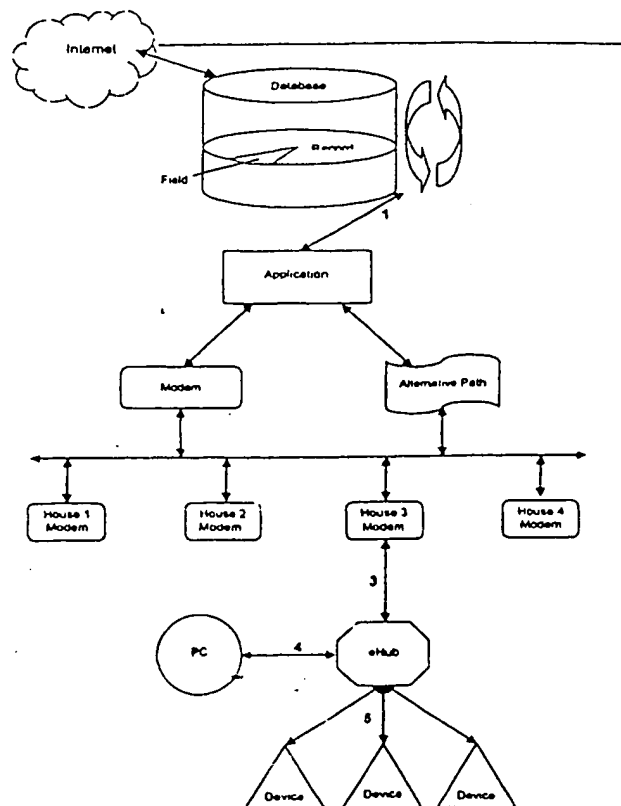 Internet
Database
Record
Field
1
Application
Modem
Alternative Path
House 1
Modem
House 2
Modem
House 3
Modem
House 4
Modem
3
PC
4
eHub
5
Device
Device
Device